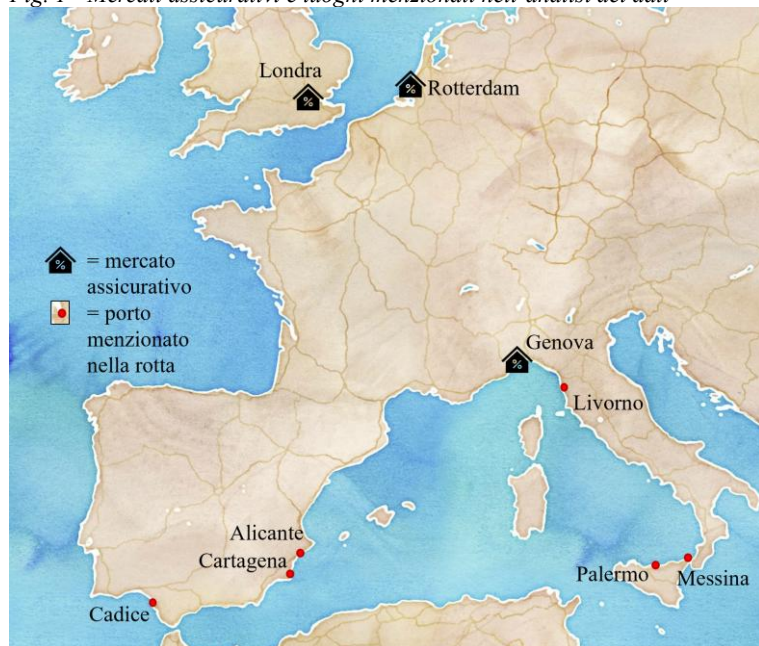 Fig. 1 - Mercati assicurativi e luoghi menzionati nell'analisi dei dati
Londra
%
%
Rotterdam
% = mercato
assicurativo
= porto
menzionato
nella rotta
Genova
%
Livorno
Alicante
Cartagena
Palermo
Messina
Cadice